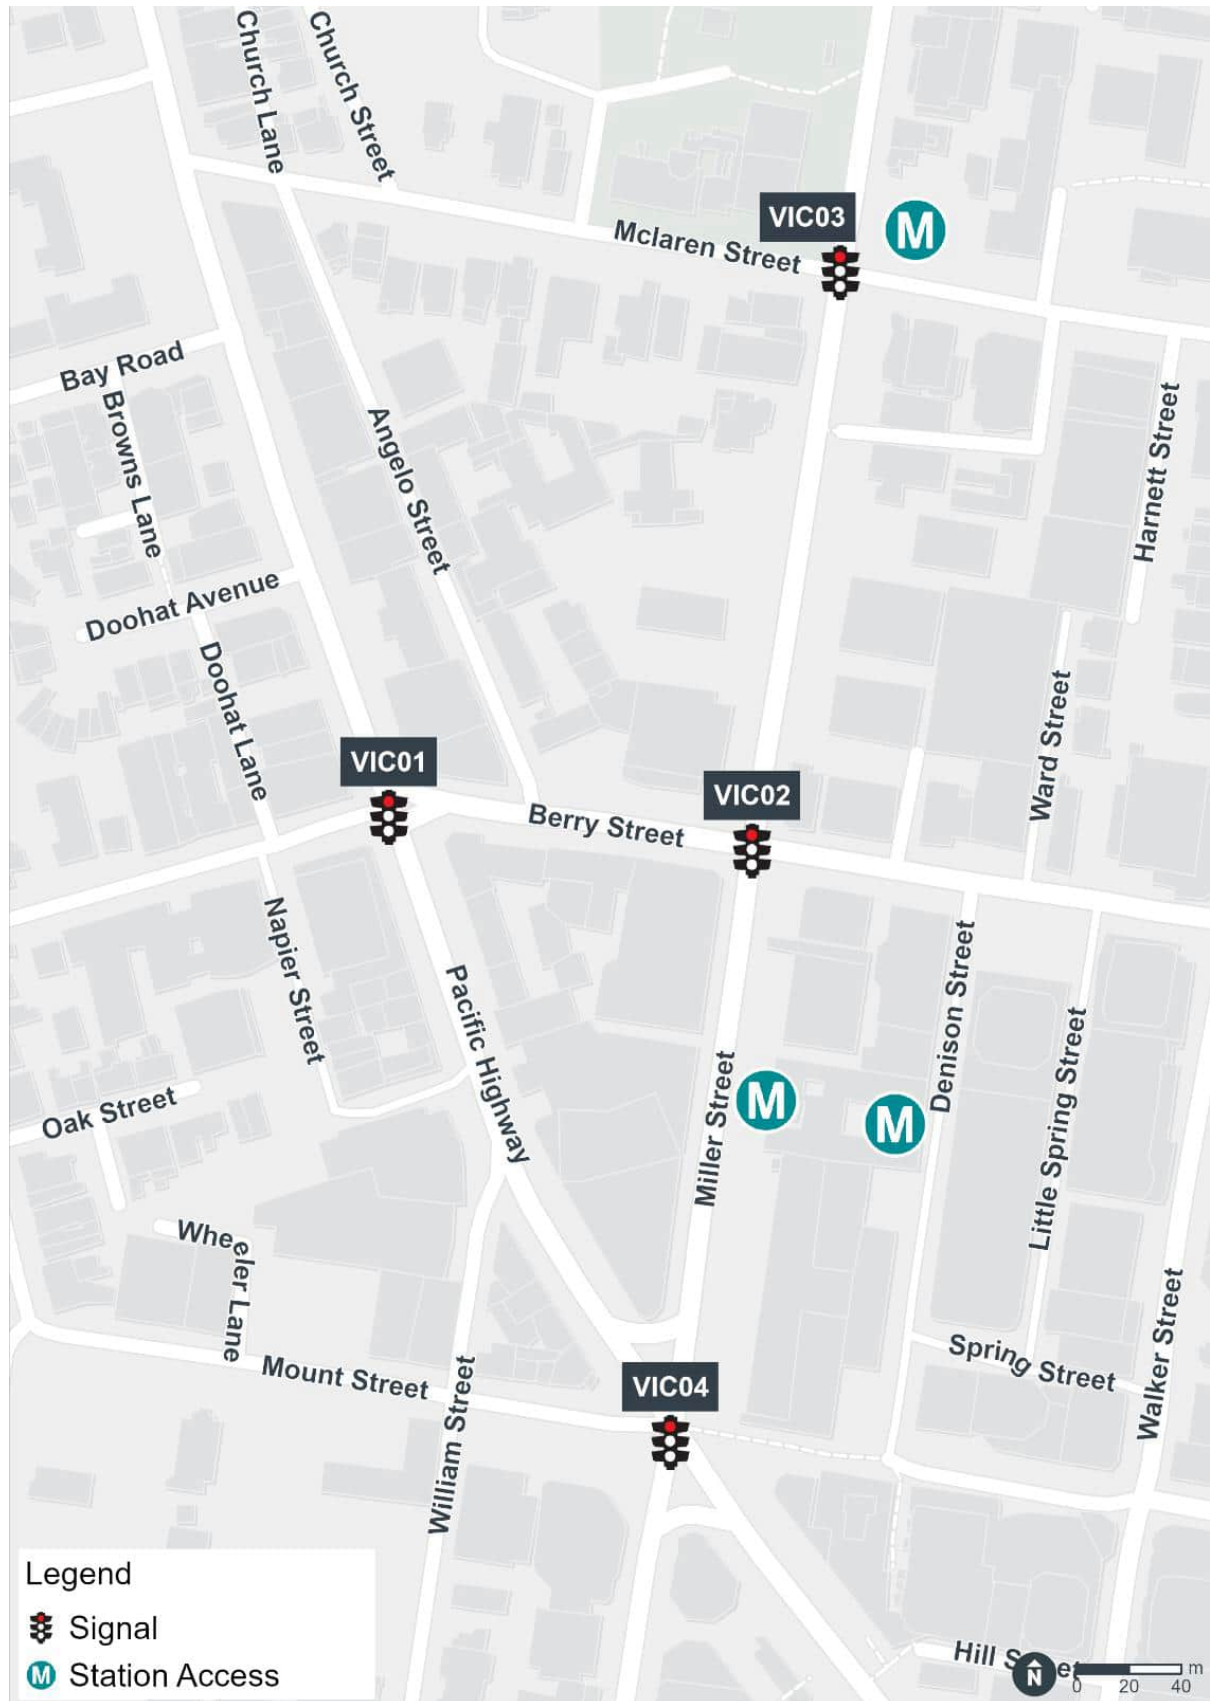 Church Lane
Church Street
VIC03
M
Mclaren Street
Bay Road
Browns Lane
Angelo Street
Harnett Street
Doohat Avenue
Doohat Lane
Ward Street
VIC01
VIC02
Berry Street
Napier Street
Denison Street
Pacific Highway
Little Spring Street
Miller Street
M
M
Oak Street
Wheeler Lane
Walker Street
Spring Street
Mount Street
VIC04
William Street
Legend
Signal
M Station Access
Hill S et
N
0 20 40 m